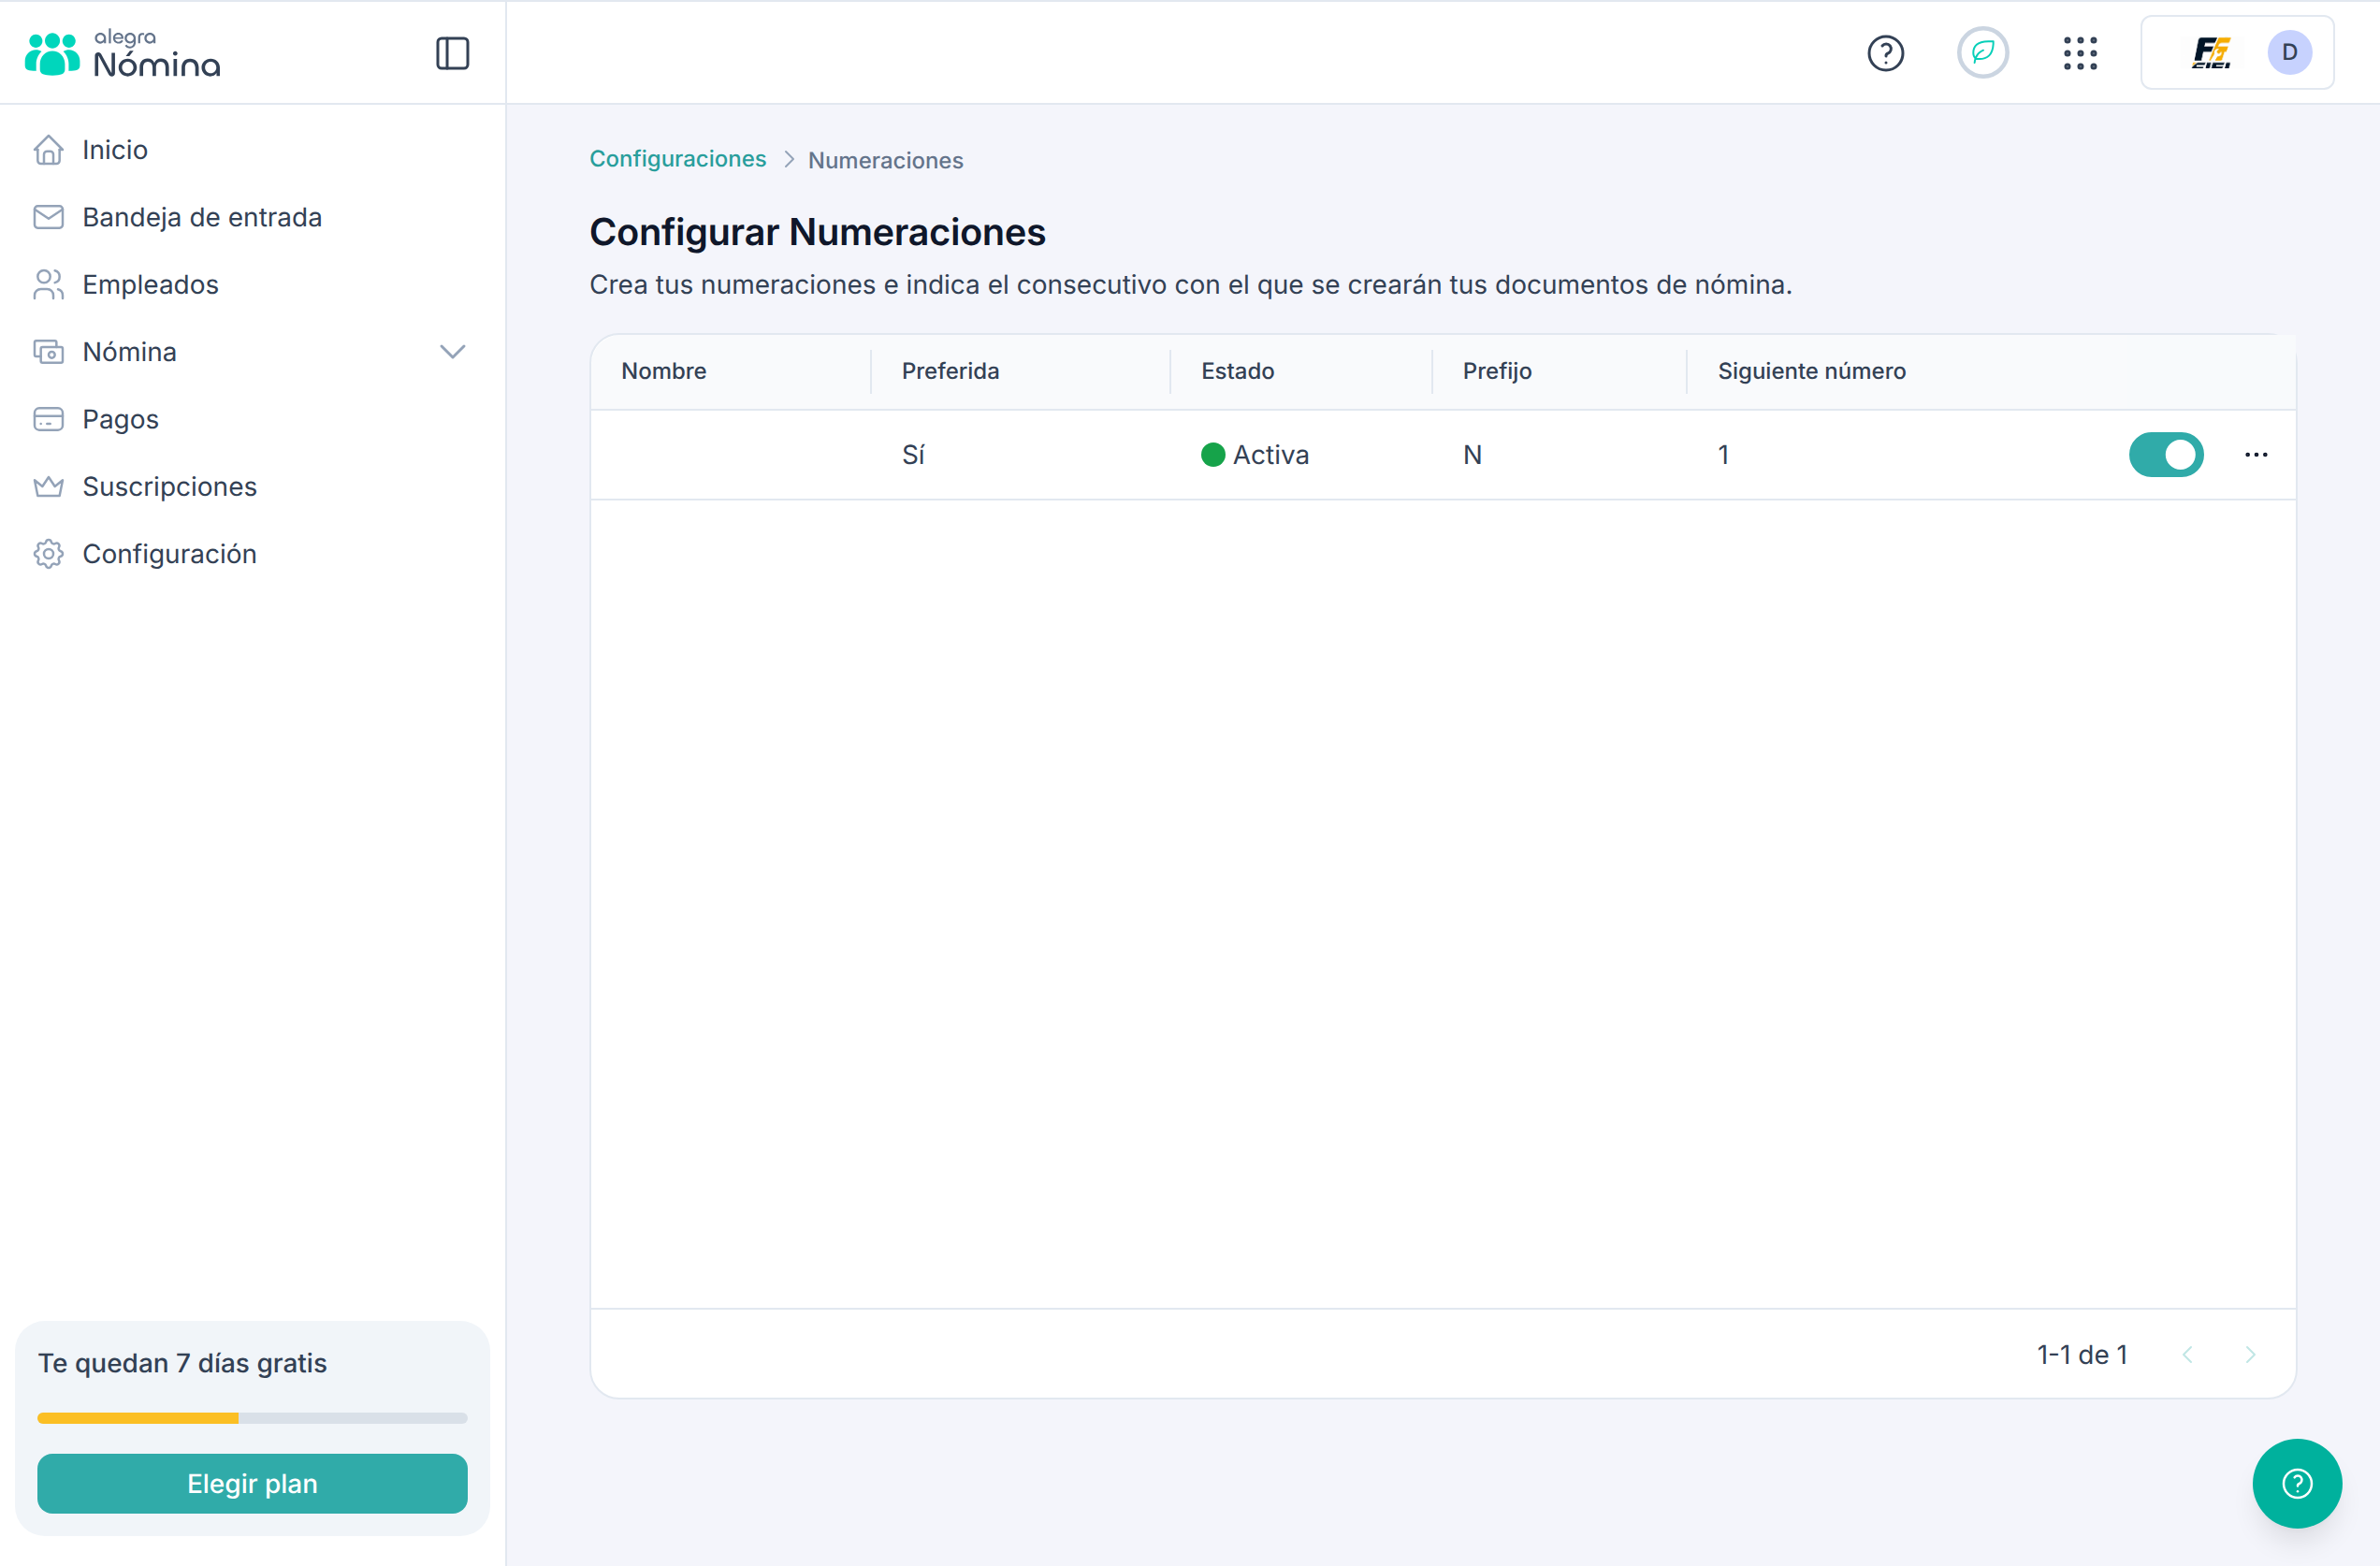 alegra
Nómina
D
Inicio
Bandeja de entrada
Empleados
Nómina
Pagos
Suscripciones
Configuración
Configuraciones > Numeraciones
Configurar Numeraciones
Crea tus numeraciones e indica el consecutivo con el que se crearán tus documentos de nómina.
Nombre Preferida Estado Prefijo Siguiente número
Sí Activa N 1
1-1 de 1
Te quedan 7 días gratis
Elegir plan